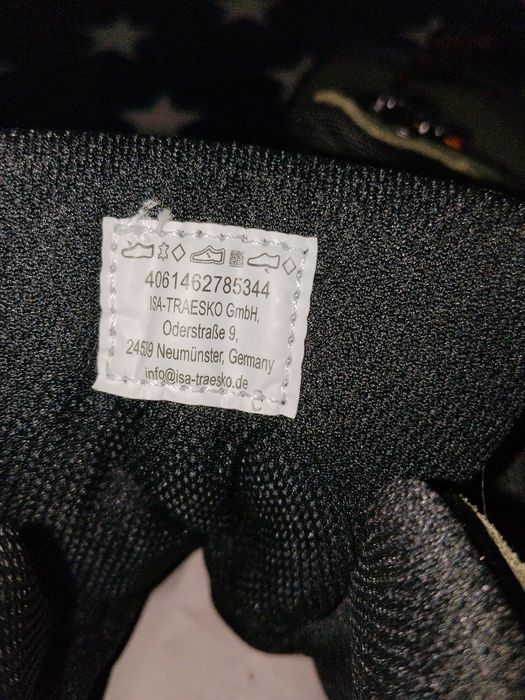 4061462785344
ISA-TRAESKO GmbH,
Oderstraße 9,
24539 Neumünster, Germany
info@isa-traesko.de
C